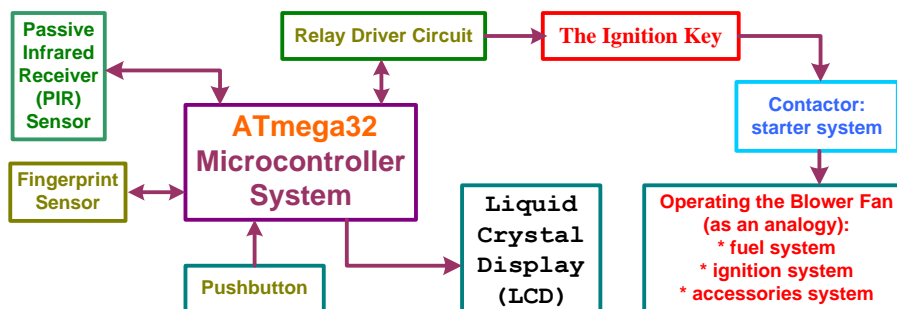 Passive
Infrared
Receiver
(PIR)
Sensor
Relay Driver Circuit
The Ignition Key
ATmega32
Microcontroller
System
Contactor:
starter system
Fingerprint
Sensor
Liquid
Crystal
Display
(LCD)
Operating the Blower Fan
(as an analogy):
* fuel system
* ignition system
* accessories system
Pushbutton